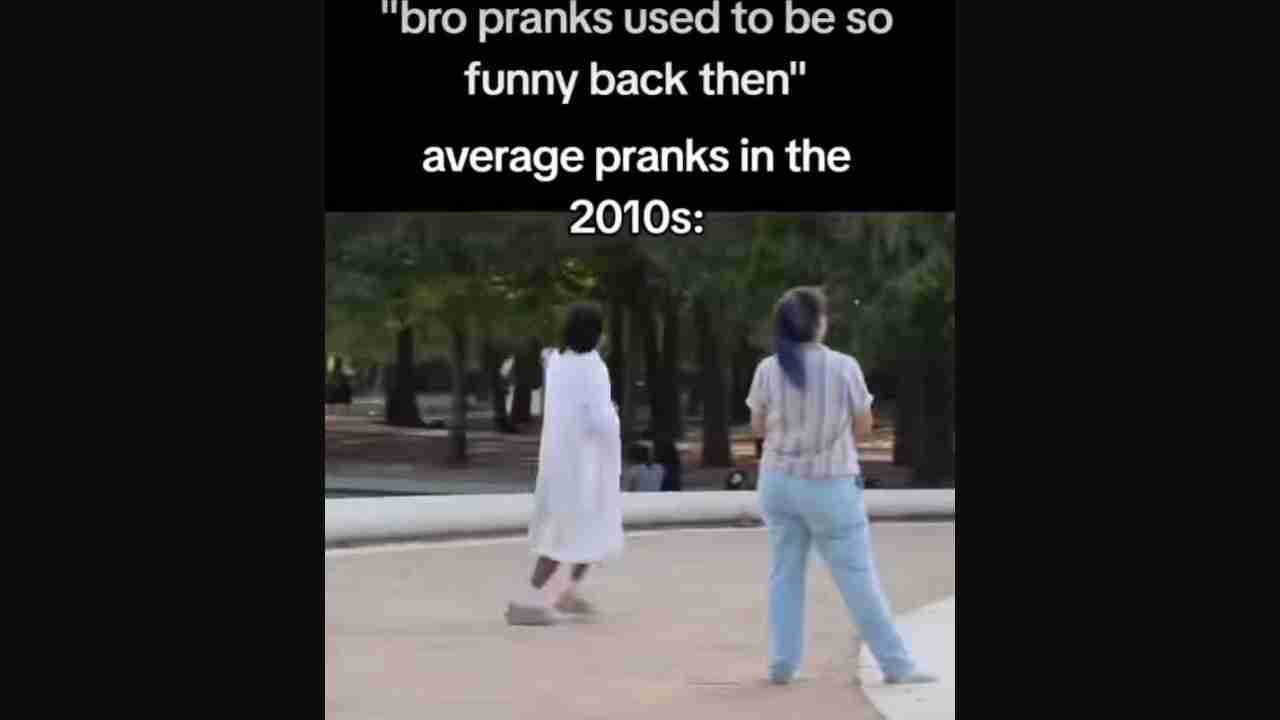 "bro pranks used to be so
funny back then"
average pranks in the
2010s: